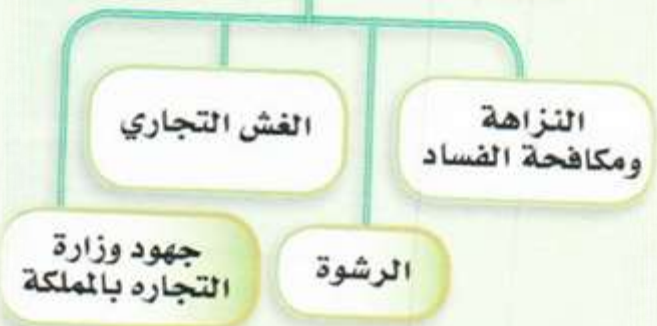 النزاهة
ومكافحة الفساد
الغش التجاري
الرشوة
جهود وزارة
التجاره بالمملكة